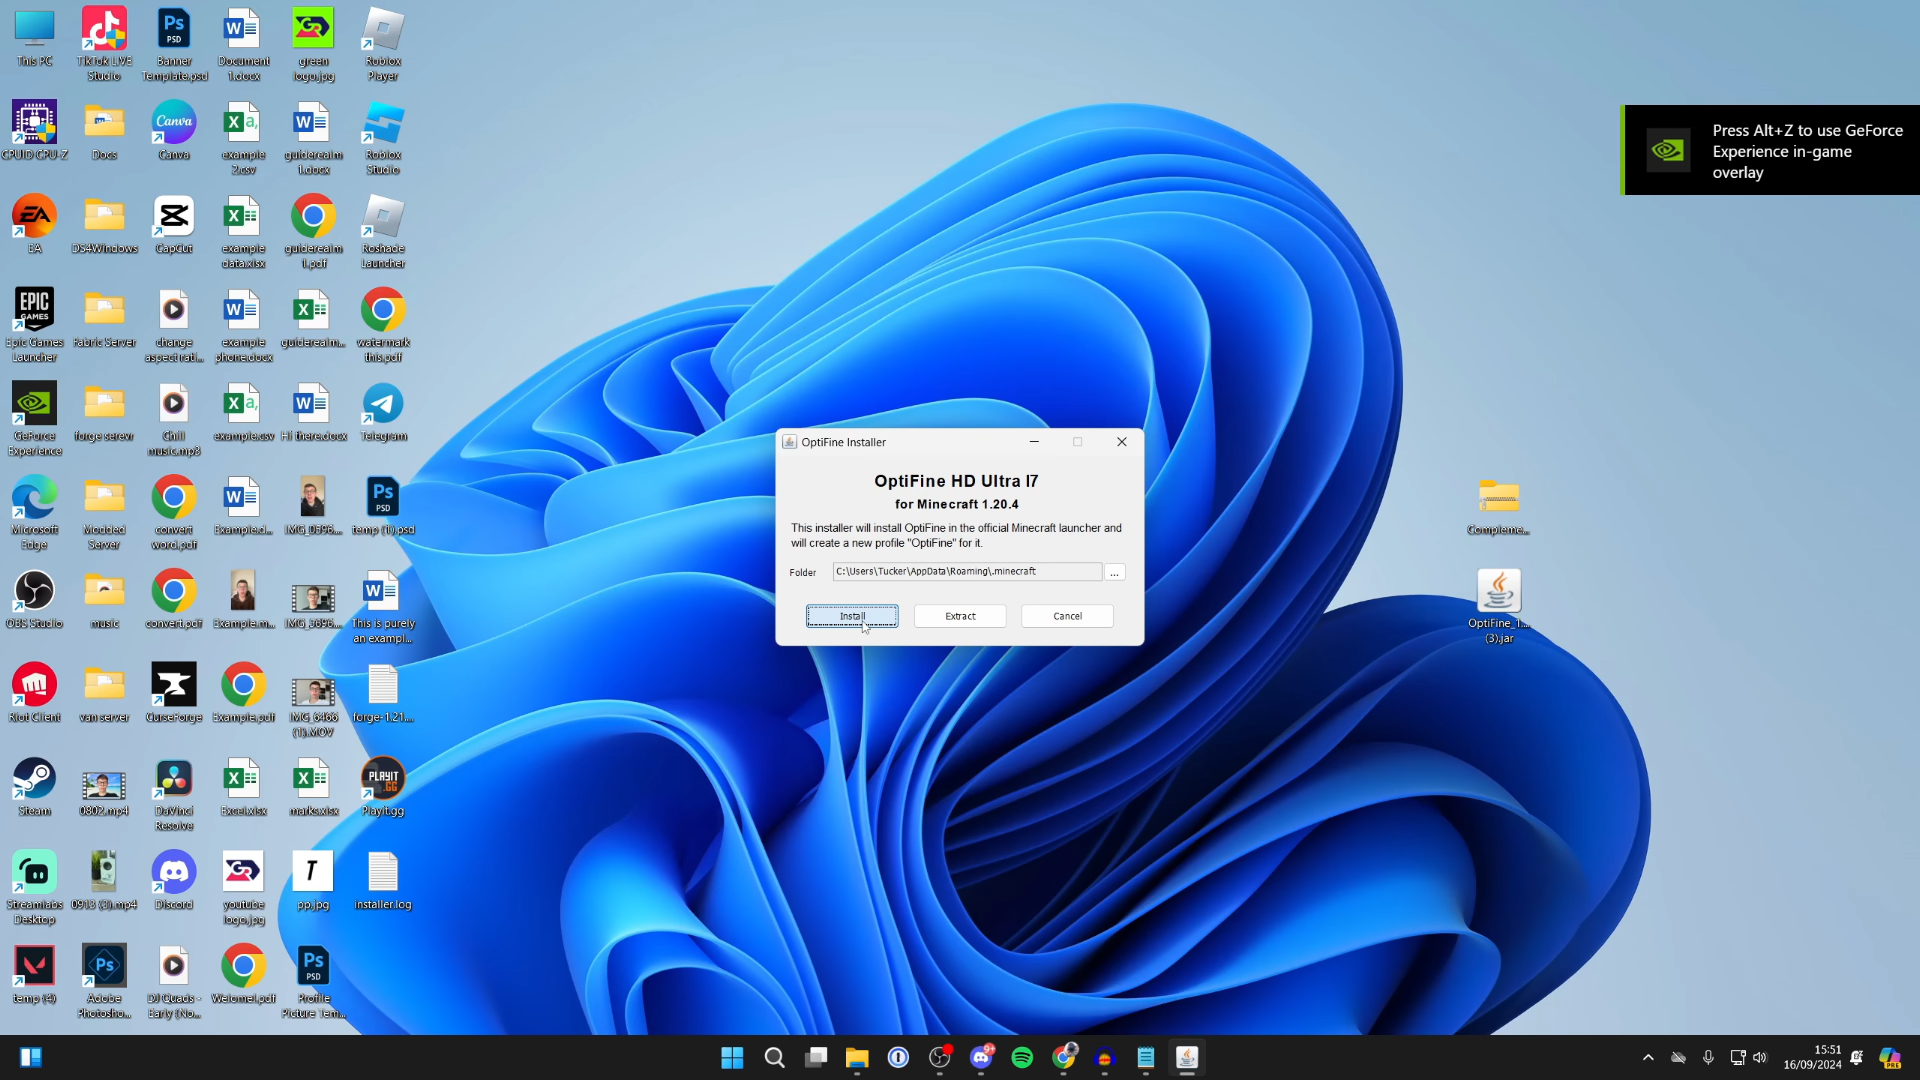 This PC
TikTok LIVE
Studio
Banner
Template.psd
Document
1.docx
green
logo.jpg
Roblox
Player
CPUID CPU-Z
Docs
Canva
example
2.csv
guiderealm
1.docx
Roblox
Studio
EA
DS4Windows
CapCut
example
data.xlsx
guiderealm
1.pdf
Roshade
Launcher
Epic Games
Launcher
Fabric Server
change
aspect rati...
example
phone.docx
guiderealm...
watermark
this.pdf
GeForce
Experience
forge serevr
Chill
music.mp3
example.csv
Hi there.docx
Telegram
Microsoft
Edge
Modded
Server
convert
word.pdf
Example.d...
IMG_0396...
temp (1).psd
OBS Studio
music
convert.pdf
Example.m...
IMG_3696...
This is purely
an exampl...
Riot Client
van server
CurseForge
Example.pdf
IMG_6466
(1).MOV
forge-1.21....
Steam
0802.mp4
DaVinci
Resolve
Excel.xlsx
marks.xlsx
Playit.gg
Streamlabs
Desktop
0913 (3).mp4
Discord
youtube
logo.jpg
pp.jpg
installer.log
temp (4)
Adobe
Photosho...
DJ Quads -
Early (No...
Welomel.pdf
Profile
Picture Tem...
Press Alt+Z to use GeForce
Experience in-game
overlay
OptiFine Installer
OptiFine HD Ultra I7
for Minecraft 1.20.4
This installer will install OptiFine in the official Minecraft launcher and
will create a new profile "OptiFine" for it.
Folder C:\Users\Tucker\AppData\Roaming\.minecraft ...
Install Extract Cancel
Compleme...
OptiFine_1....
(3).jar
15:51
16/09/2024